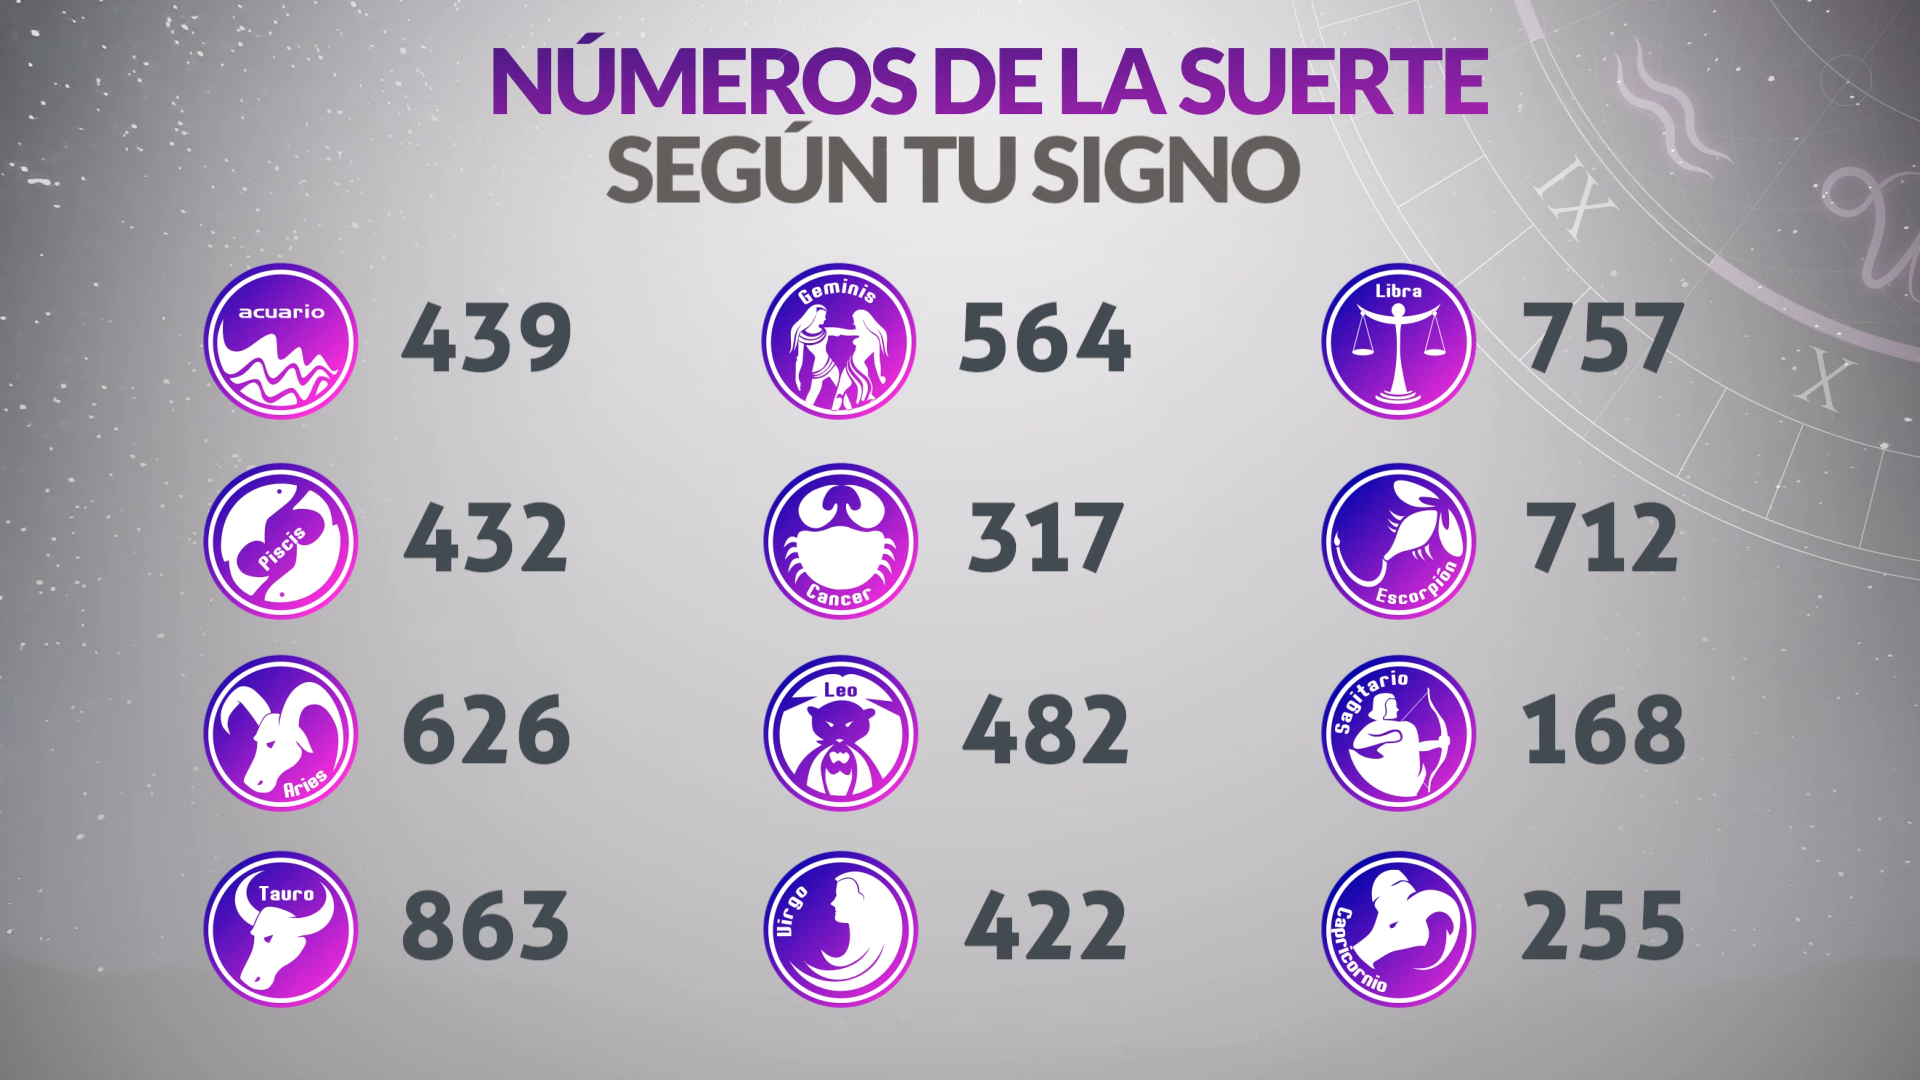 NÚMEROS DE LA SUERTE
SEGÚN TU SIGNO
acuario 439
Geminis 564
Libra 757
Piscis 432
Cancer 317
Escorpión 712
Aries 626
Leo 482
Sagitario 168
Tauro 863
Virgo 422
Capricornio 255
IX
X